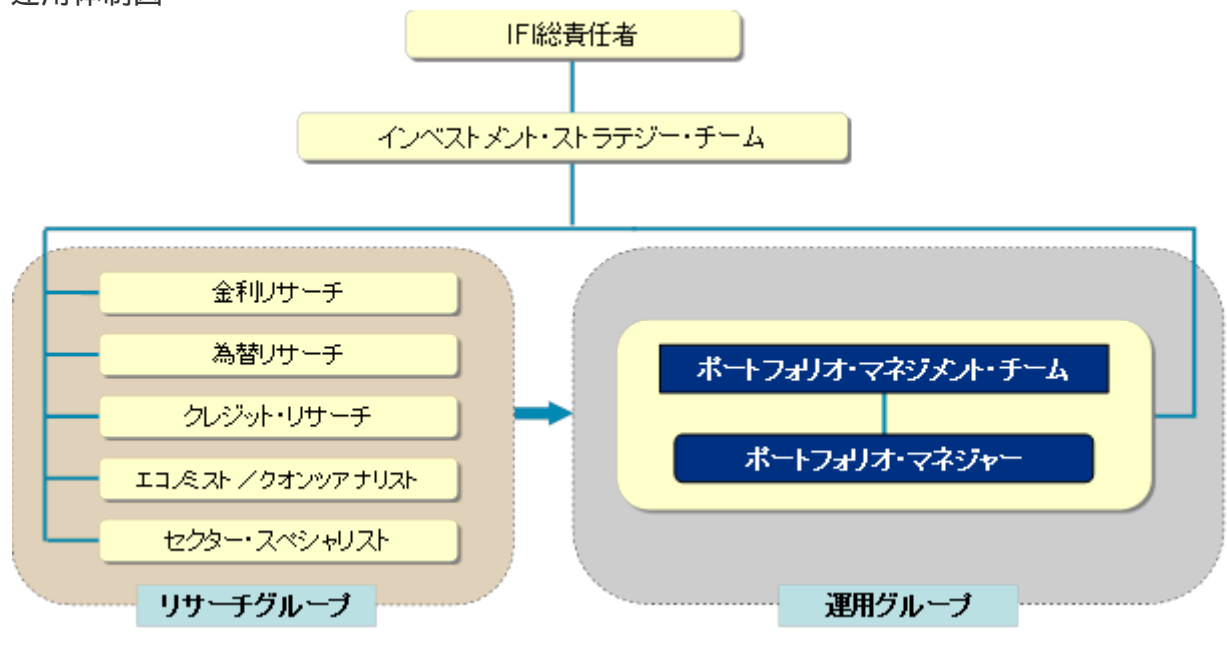 運用体制図
IFI総責任者
インベストメント・ストラテジー・チーム
金利リサーチ
為替リサーチ
クレジット・リサーチ
エコノミスト／クオンツアナリスト
セクター・スペシャリスト
リサーチグループ
ポートフォリオ・マネジメント・チーム
ポートフォリオ・マネジャー
運用グループ